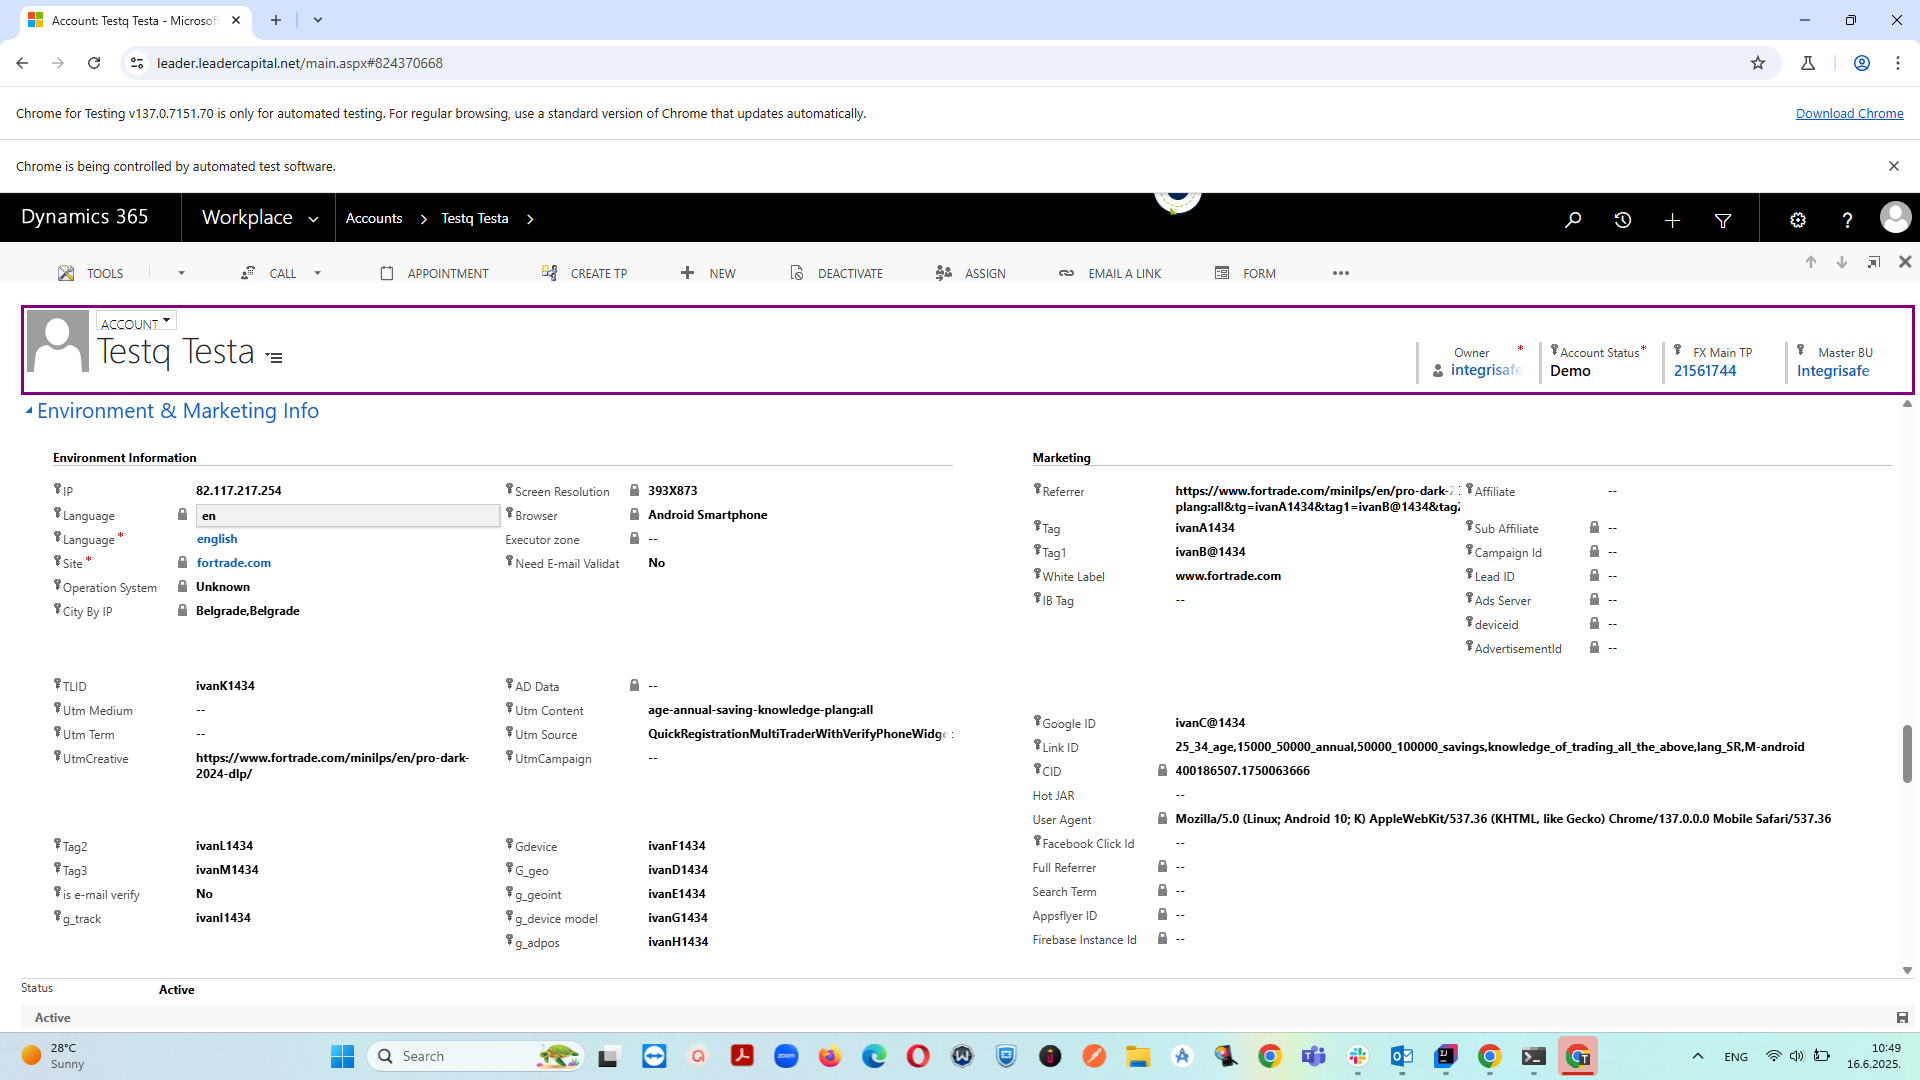 Account: Testq Testa - Microsof
leader.leadercapital.net/main.aspx#824370668
Chrome for Testing v137.0.7151.70 is only for automated testing. For regular browsing, use a standard version of Chrome that updates automatically.
Download Chrome
Chrome is being controlled by automated test software.
Dynamics 365
Workplace
Accounts
Testq Testa
TOOLS
CALL
APPOINTMENT
CREATE TP
NEW
DEACTIVATE
ASSIGN
EMAIL A LINK
FORM
ACCOUNT
Testq Testa
Owner *
integrisafe
Account Status *
Demo
FX Main TP
21561744
Master BU
Integrisafe
Environment & Marketing Info
Environment Information
IP 82.117.217.254
Language en
Language * english
Site * fortrade.com
Operation System Unknown
City By IP Belgrade,Belgrade
Screen Resolution 393X873
Browser Android Smartphone
Executor zone --
Need E-mail Validat No
TLID ivanK1434
Utm Medium --
Utm Term --
UtmCreative https://www.fortrade.com/minilps/en/pro-dark-
2024-dlp/
AD Data --
Utm Content age-annual-saving-knowledge-plang:all
Utm Source QuickRegistrationMultiTraderWithVerifyPhoneWidge
UtmCampaign --
Tag2 ivanL1434
Tag3 ivanM1434
is e-mail verify No
g_track ivanI1434
Gdevice ivanF1434
G_geo ivanD1434
g_geoint ivanE1434
g_device model ivanG1434
g_adpos ivanH1434
Marketing
Referrer https://www.fortrade.com/minilps/en/pro-dark-2
plang:all&tg=ivanA1434&tag1=ivanB@1434&tag2
Tag ivanA1434
Tag1 ivanB@1434
White Label www.fortrade.com
IB Tag --
Affiliate --
Sub Affiliate --
Campaign Id --
Lead ID --
Ads Server --
deviceid --
AdvertisementId --
Google ID ivanC@1434
Link ID 25_34_age,15000_50000_annual,50000_100000_savings,knowledge_of_trading_all_the_above,lang_SR,M-android
CID 400186507.1750063666
Hot JAR --
User Agent Mozilla/5.0 (Linux; Android 10; K) AppleWebKit/537.36 (KHTML, like Gecko) Chrome/137.0.0.0 Mobile Safari/537.36
Facebook Click Id --
Full Referrer --
Search Term --
Appsflyer ID --
Firebase Instance Id --
Status Active
Active
28°C
Sunny
Search
zoom
ENG
10:49
16.6.2025.